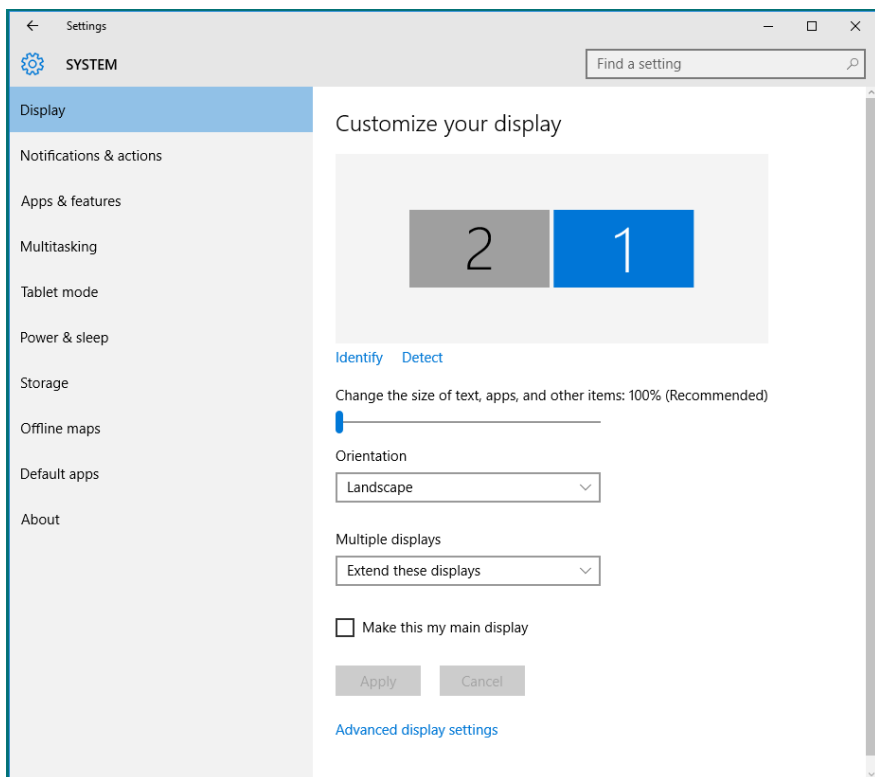 Settings
SYSTEM
Find a setting
Display
Notifications & actions
Apps & features
Multitasking
Tablet mode
Power & sleep
Storage
Offline maps
Default apps
About
Customize your display
2 1
Identify Detect
Change the size of text, apps, and other items: 100% (Recommended)
Orientation
Landscape
Multiple displays
Extend these displays
Make this my main display
Apply Cancel
Advanced display settings